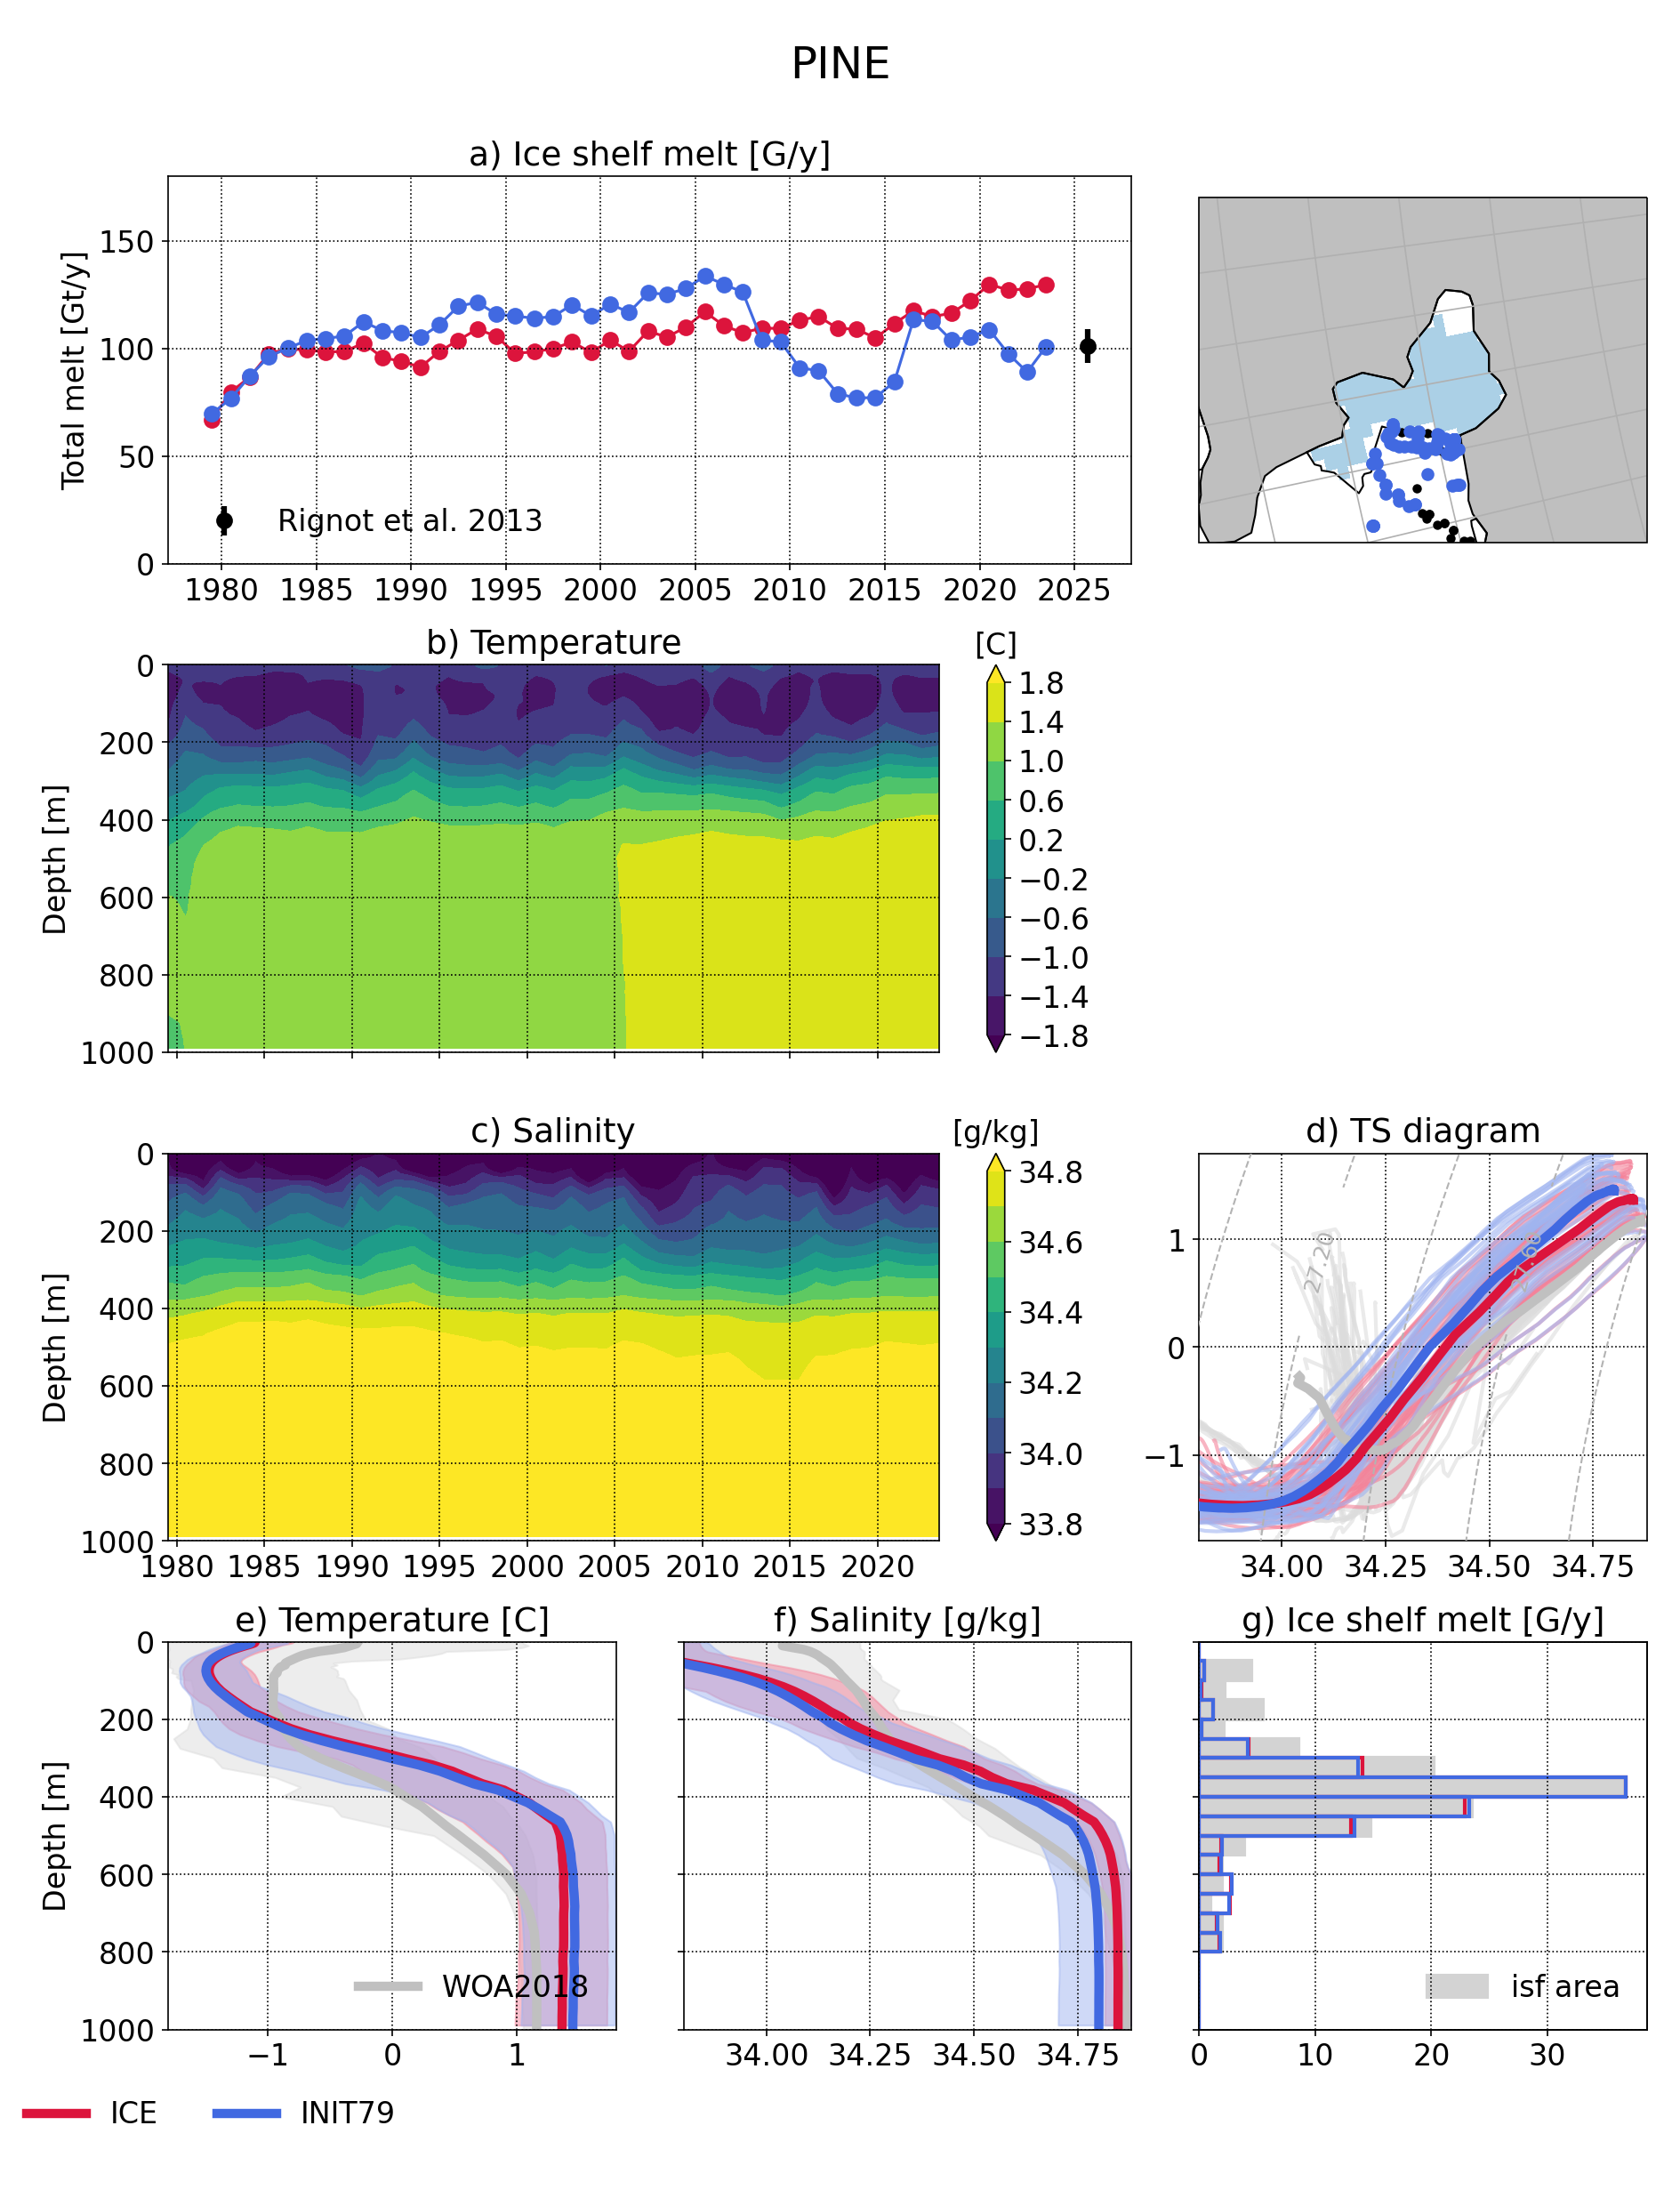 PINE
a) Ice shelf melt [G/y]
Total melt [Gt/y]
150
100
50
0
Rignot et al. 2013
1980 1985 1990 1995 2000 2005 2010 2015 2020 2025
b) Temperature
[C]
Depth [m]
0
200
400
600
800
1000
1.8
1.4
1.0
0.6
0.2
−0.2
−0.6
−1.0
−1.4
−1.8
c) Salinity
[g/kg]
Depth [m]
0
200
400
600
800
1000
1980 1985 1990 1995 2000 2005 2010 2015 2020
34.8
34.6
34.4
34.2
34.0
33.8
d) TS diagram
1
0
−1
27.20
34.00 34.25 34.50 34.75
e) Temperature [C]
Depth [m]
0
200
400
600
800
1000
WOA2018
−1 0 1
f) Salinity [g/kg]
34.00 34.25 34.50 34.75
g) Ice shelf melt [G/y]
isf area
0 10 20 30
ICE INIT79